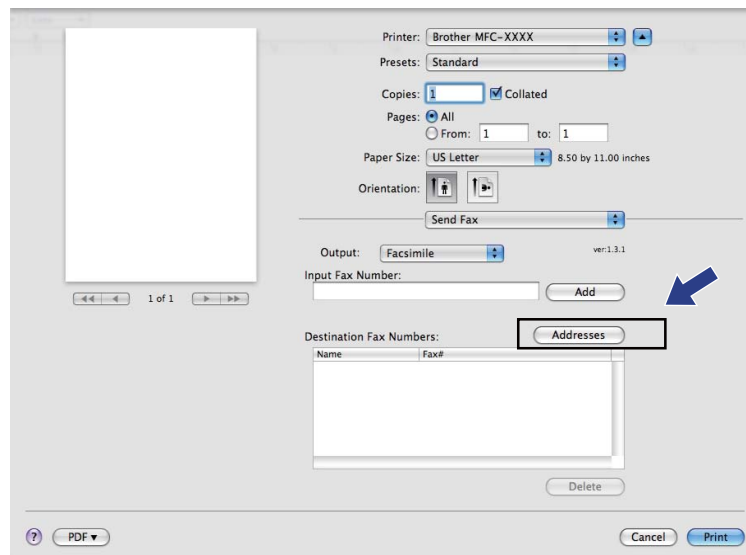 Printer: Brother MFC-XXXX
Presets: Standard
Copies: 1 Collated
Pages: All
From: 1 to: 1
Paper Size: US Letter 8.50 by 11.00 inches
Orientation:
Send Fax
Output: Facsimile ver:1.3.1
Input Fax Number:
Add
1 of 1
Destination Fax Numbers: Addresses
Name Fax#
Delete
? PDF▼ Cancel Print